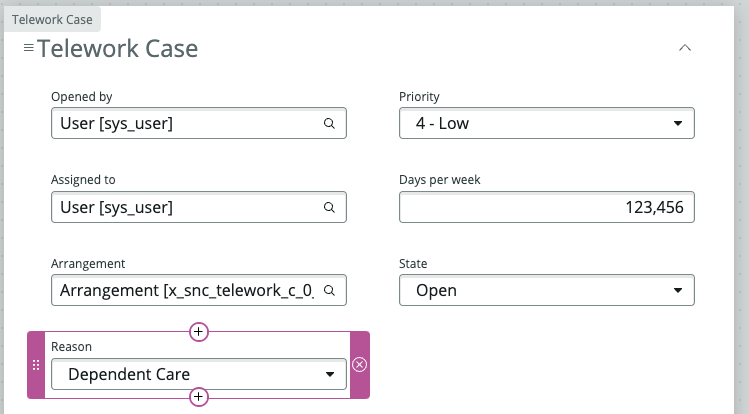 Telework Case
Telework Case
Opened by
User [sys_user]
Priority
4 - Low
Assigned to
User [sys_user]
Days per week
123,456
Arrangement
Arrangement [x_snc_telework_c_0_
State
Open
Reason
Dependent Care